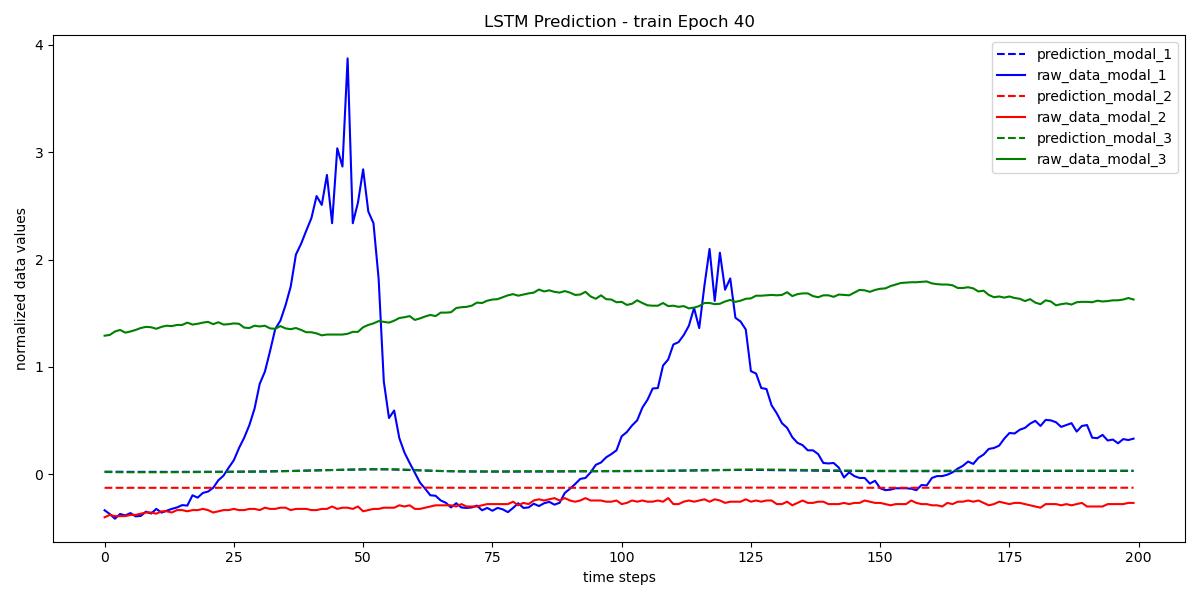 LSTM Prediction - train Epoch 40
normalized data values
4
3
2
1
0
prediction_modal_1
raw_data_modal_1
prediction_modal_2
raw_data_modal_2
prediction_modal_3
raw_data_modal_3
0 25 50 75 100 125 150 175 200
time steps